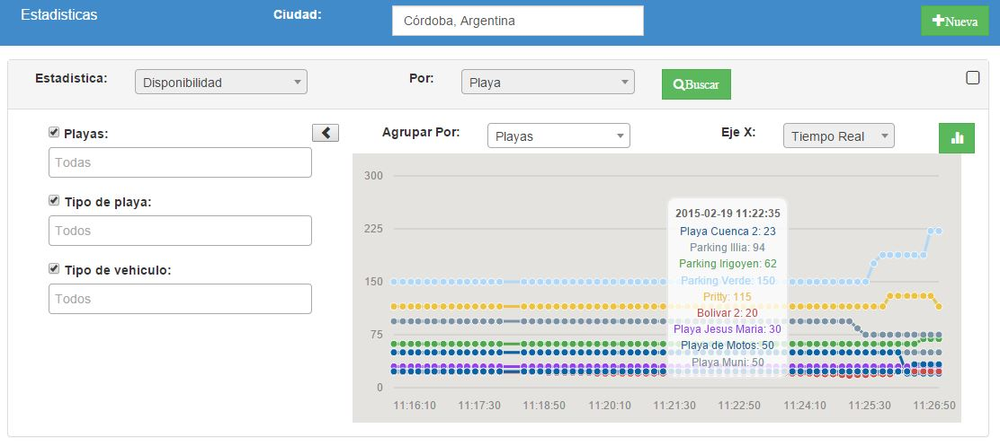 Estadisticas
Ciudad:
Córdoba, Argentina
Nueva
Estadística:
Disponibilidad
Por:
Playa
Buscar
Playas:
Todas
Tipo de playa:
Todos
Tipo de vehiculo:
Todos
Agrupar Por:
Playas
Eje X:
Tiempo Real
300
225
150
75
0
2015-02-19 11:22:35
Playa Cuenca 2: 23
Parking Illia: 94
Parking Irigoyen: 62
Parking Verde: 150
Pritty: 115
Bolivar 2: 20
Playa Jesus Maria: 30
Playa de Motos: 50
Playa Muni: 50
11:16:10 11:17:30 11:18:50 11:20:10 11:21:30 11:22:50 11:24:10 11:25:30 11:26:50